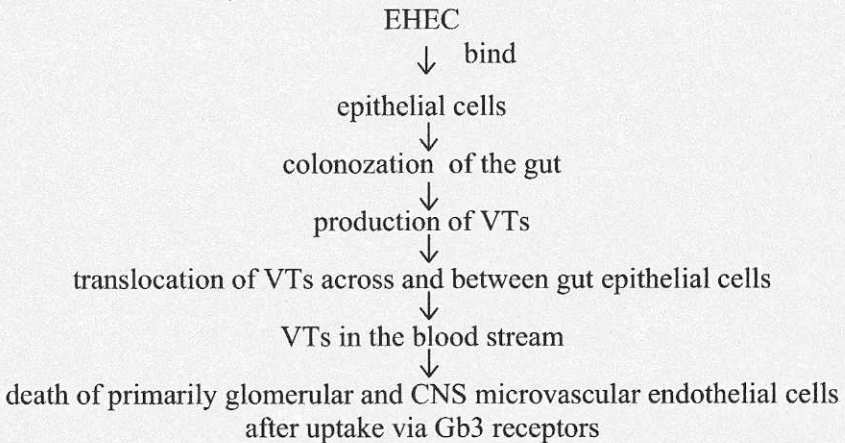 EHEC
bind
epithelial cells
colonozation of the gut
production of VTs
translocation of VTs across and between gut epithelial cells
VTs in the blood stream
death of primarily glomerular and CNS microvascular endothelial cells
after uptake via Gb3 receptors